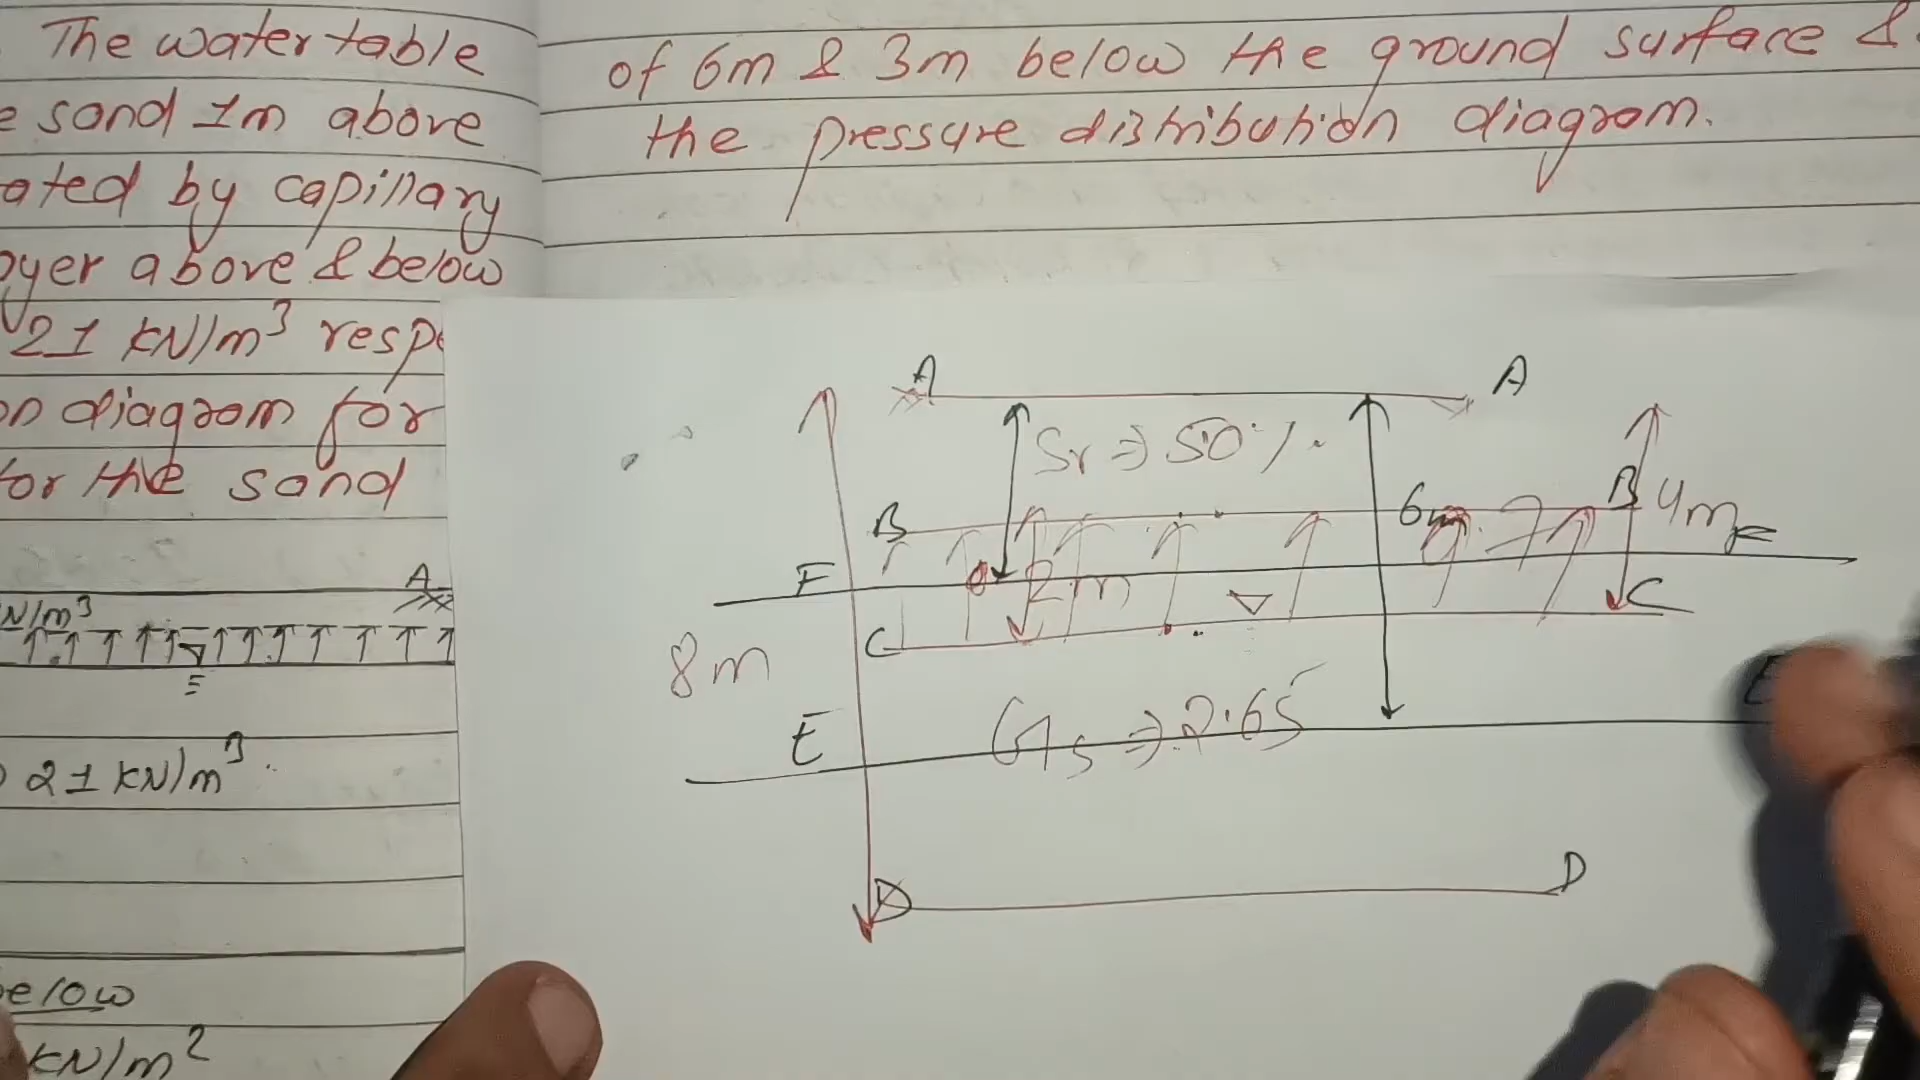 The water table
sand 1m above
ated by capillary
yer above & below
21 KN/m³ resp
on diagram for
for the sand
A
N/m³
E
21 KN/m³.
elow
KN/m²
of 6m & 3m below the ground surface &
the pressure distribution diagram.
A A
Sr ⇒ 50%.
B 6m B 4m
F 2m
C C
8m
E Gs ⇒ 2.65 E
D D